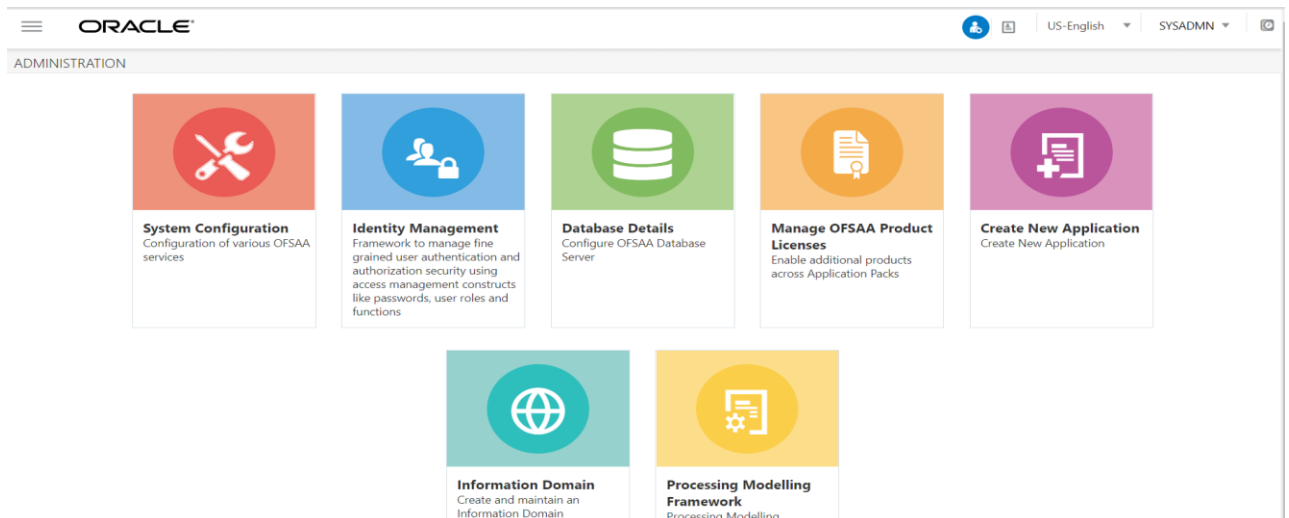 ORACLE
US-English
SYSADMN
ADMINISTRATION
System Configuration
Configuration of various OFSAA
services
Identity Management
Framework to manage fine
grained user authentication and
authorization security using
access management constructs
like passwords, user roles and
functions
Database Details
Configure OFSAA Database
Server
Manage OFSAA Product
Licenses
Enable additional products
across Application Packs
Create New Application
Create New Application
Information Domain
Create and maintain an
Information Domain
Processing Modelling
Framework
Processing Modelling